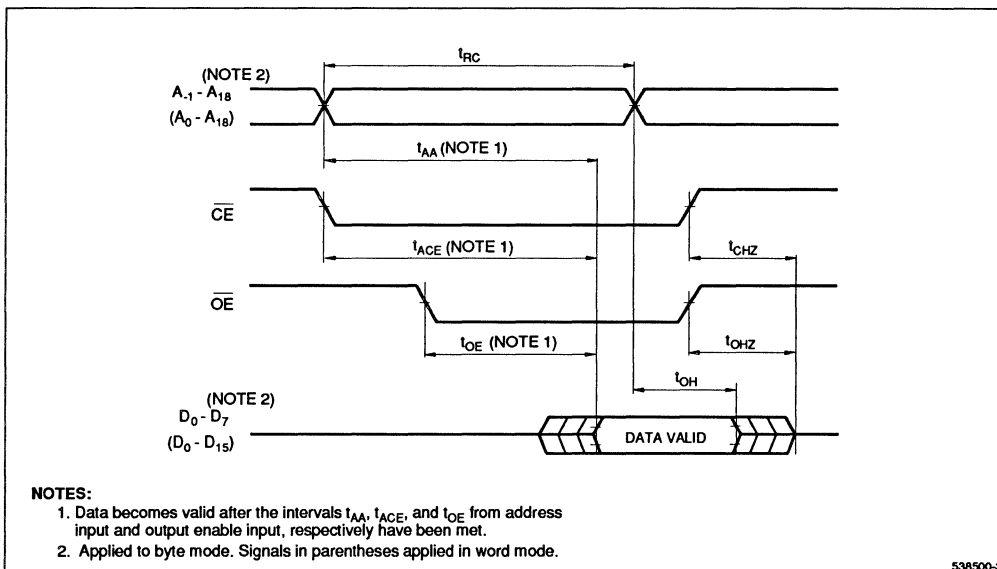 tRC
(NOTE 2)
A-1 - A18
(A0 - A18)
tAA (NOTE 1)
CE
tACE (NOTE 1)
tCHZ
OE
tOE (NOTE 1)
tOHZ
tOH
(NOTE 2)
D0 - D7
(D0 - D15)
DATA VALID
NOTES:
1. Data becomes valid after the intervals tAA, tACE, and tOE from address
input and output enable input, respectively have been met.
2. Applied to byte mode. Signals in parentheses applied in word mode.